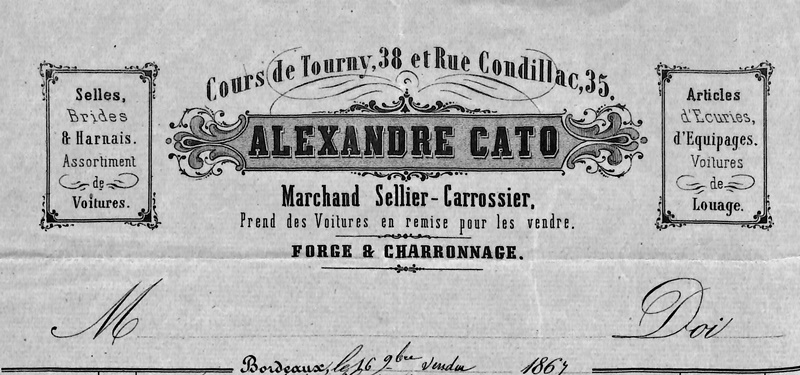 Cours de Tourny, 38 et Rue Condillac, 35.
Selles,
Brides
& Harnais.
Assortiment
de
Voitures.
ALEXANDRE CATO
Marchand Sellier-Carrossier,
Prend des Voitures en remise pour les vendre.
FORGE & CHARRONNAGE.
Articles
d'Ecuries,
d'Equipages.
Voitures
de
Louage.
M Doi
Bordeaux, le 16 9bre 1867